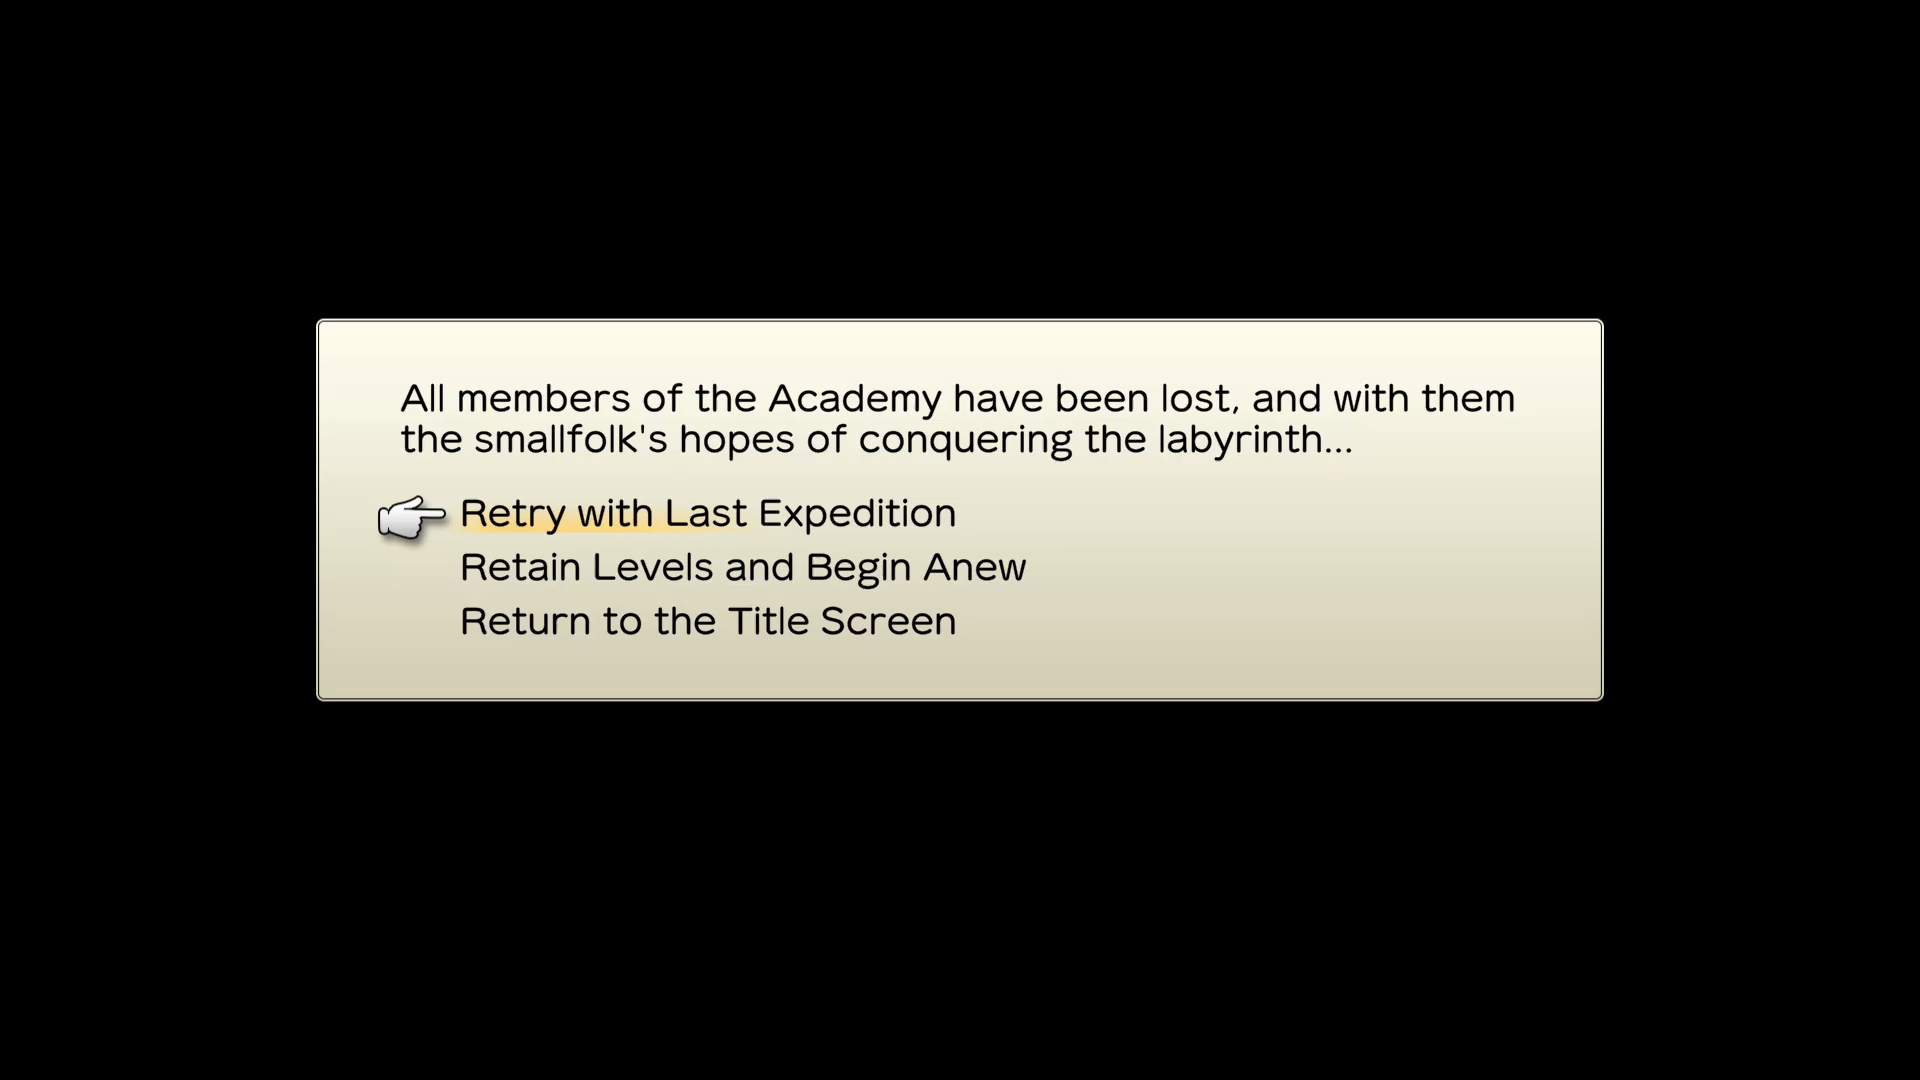 All members of the Academy have been lost, and with them
the smallfolk's hopes of conquering the labyrinth...
Retry with Last Expedition
Retain Levels and Begin Anew
Return to the Title Screen